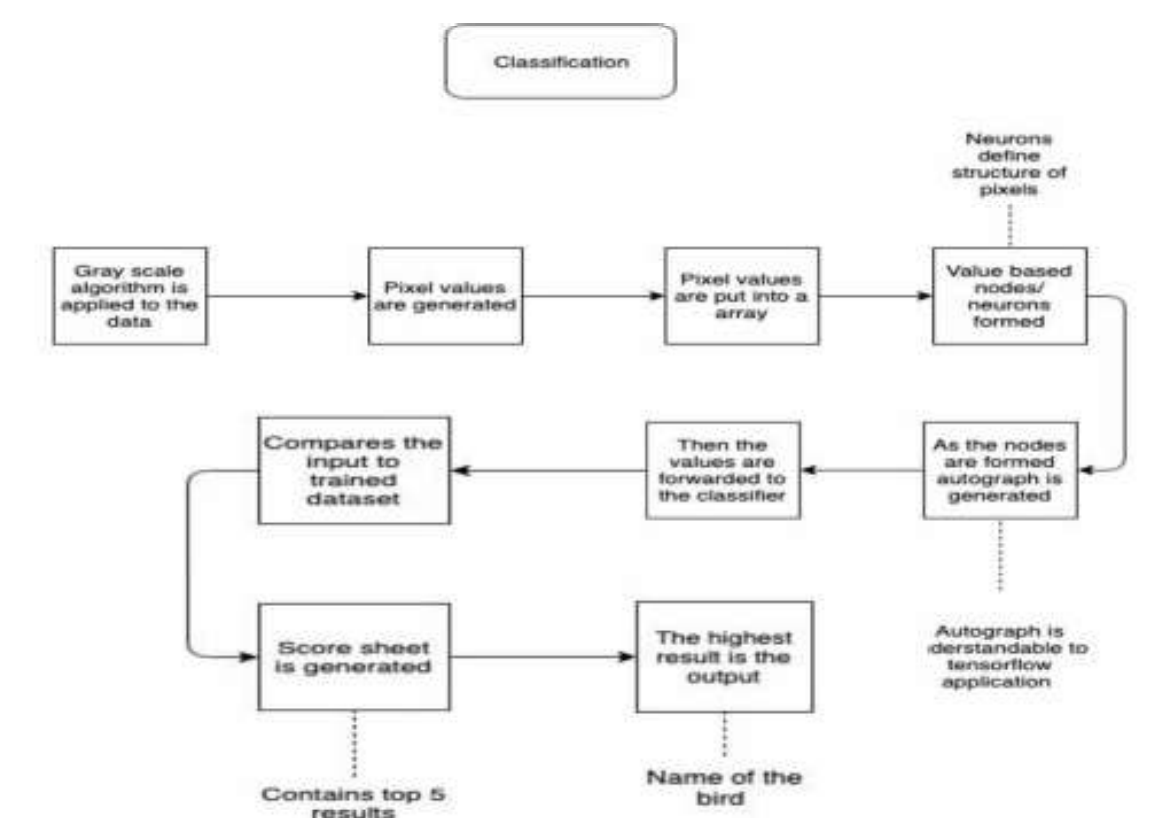 Classification
Neurons
define
structure of
pixels
Gray scale
algorithm is
applied to the
data
Pixel values
are generated
Pixel values
are put into a
array
Value based
nodes/
neurons
formed
As the nodes
are formed
autograph is
generated
Autograph is
derstandable to
tensorflow
application
Then the
values are
forwarded to
the classifier
Compares the
input to
trained
dataset
Score sheet
is generated
Contains top 5
results
The highest
result is the
output
Name of the
bird